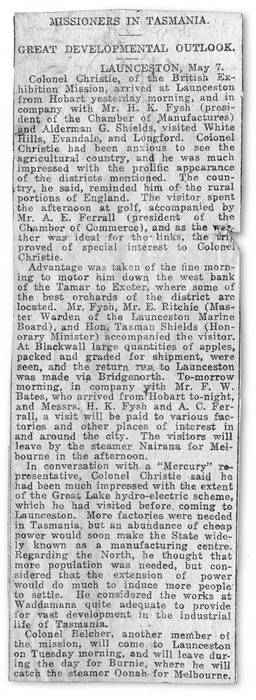 MISSIONERS IN TASMANIA.
GREAT DEVELOPMENTAL OUTLOOK.
LAUNCESTON, May 7.
Colonel Christie, of the British Ex-
hibition Mission, arrived at Launceston
from Hobart yesterday morning, and in
company with Mr. H. K. Fysh (presi-
dent of the Chamber of Manufactures)
and Alderman G. Shields, visited White
Hills, Evandale, and Longford. Colonel
Christie had been anxious to see the
agricultural country, and he was much
impressed with the prolific appearance
of the districts mentioned. The coun-
try, he said, reminded him of the rural
portions of England. The visitor spent
the afternoon at golf, accompanied by
Mr. A. E. Ferrall (president of the
Chamber of Commerce), and as the wea-
ther was ideal for the links, the
proved of special interest to Colonel
Christie.
Advantage was taken of the fine morn-
ing to motor him down the west bank
of the Tamar to Exeter, where some of
the best orchards of the district are
located. Mr. Fysh, Mr. E. Ritchie (Mas-
ter Warden of the Launceston Marine
Board), and Hon. Tasman Shields (Hon-
orary Minister) accompanied the visitor.
At Blackwall large quantities of apples,
packed and graded for shipment, were
seen, and the return run to Launceston
was made via Bridgenorth. To-morrow
morning, in company with Mr. F. W.
Bates, who arrived from Hobart to-night,
and Messrs. H. K. Fysh and A. C. Fer-
rall, a visit will be paid to various fac-
tories and other places of interest in
and around the city. The visitors will
leave by the steamer Nairana for Mel-
bourne in the afternoon.
In conversation with a "Mercury" re-
presentative, Colonel Christie said he
had been much impressed with the extent
of the Great Lake hydro-electric scheme,
which he had visited before coming to
Launceston. More factories were needed
in Tasmania, but an abundance of cheap
power would soon make the State wide-
ly known as a manufacturing centre.
Regarding the North, he thought that
more population was needed, but con-
sidered that the extension of power
would do much to induce more people
to settle. He considered the works at
Waddamana quite adequate to provide
for vast development in the industrial
life of Tasmania.
Colonel Belcher, another member of
the mission, will come to Launceston
on Tuesday morning, and will leave dur-
ing the day for Burnie, where he will
catch the steamer Oonah for Melbourne.